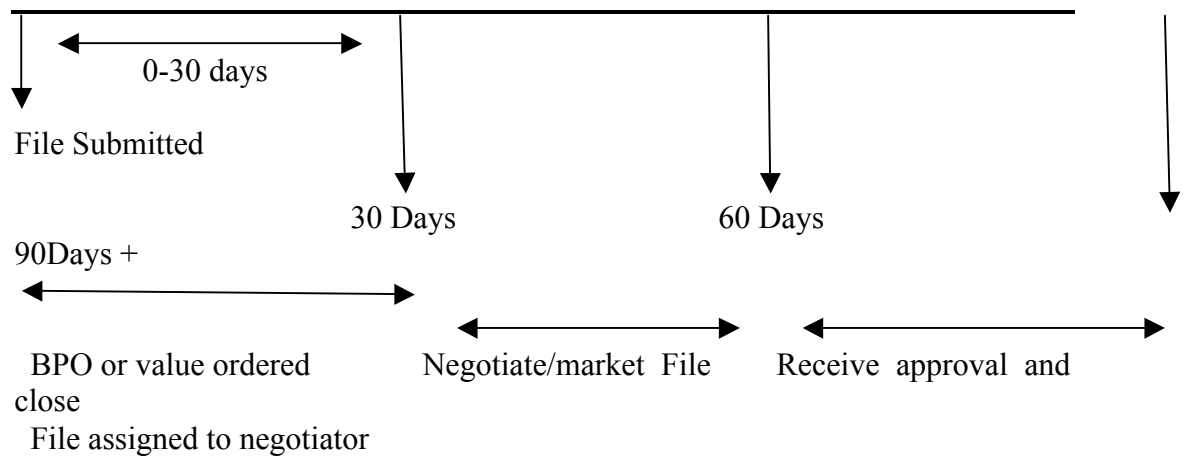 0-30 days
File Submitted
30 Days 60 Days
90Days +
BPO or value ordered Negotiate/market File Receive approval and
close
File assigned to negotiator